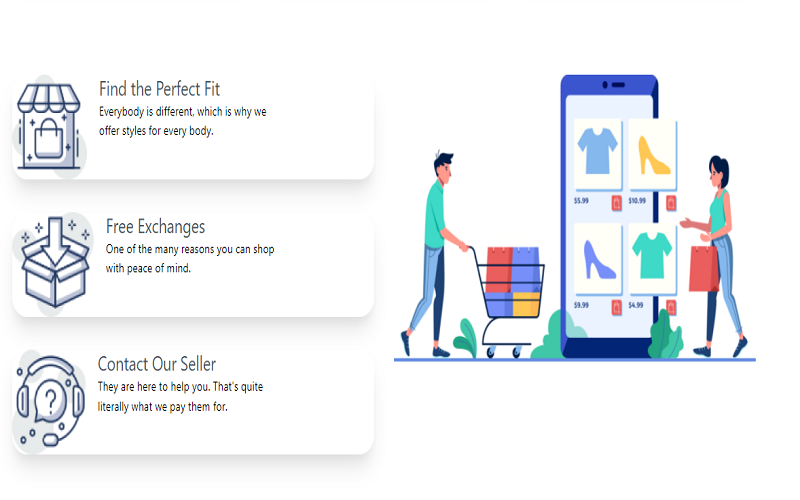 Find the Perfect Fit
Everybody is different, which is why we
offer styles for every body.
Free Exchanges
One of the many reasons you can shop
with peace of mind.
Contact Our Seller
They are here to help you. That's quite
literally what we pay them for.
?
$5.99
$10.99
$9.99
$4.99